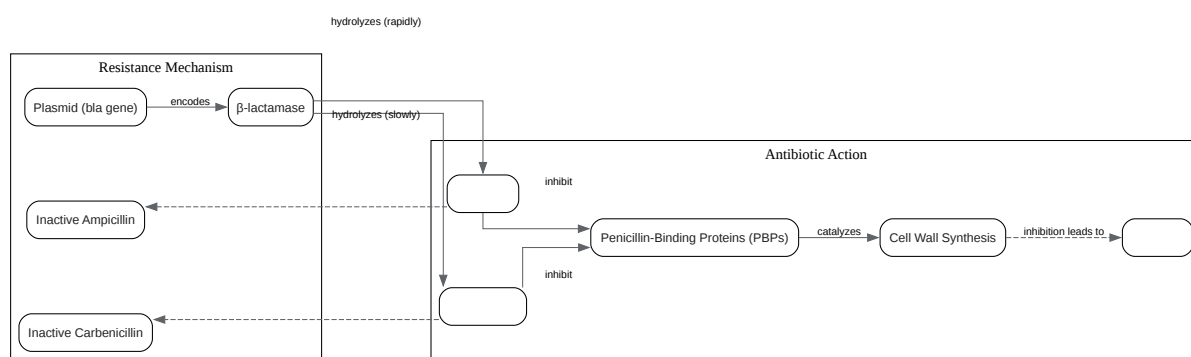 hydrolyzes (rapidly)
Resistance Mechanism
Plasmid (bla gene)
encodes
β-lactamase
hydrolyzes (slowly)
Antibiotic Action
inhibit
Inactive Ampicillin
Penicillin-Binding Proteins (PBPs)
catalyzes
Cell Wall Synthesis
inhibition leads to
inhibit
Inactive Carbenicillin